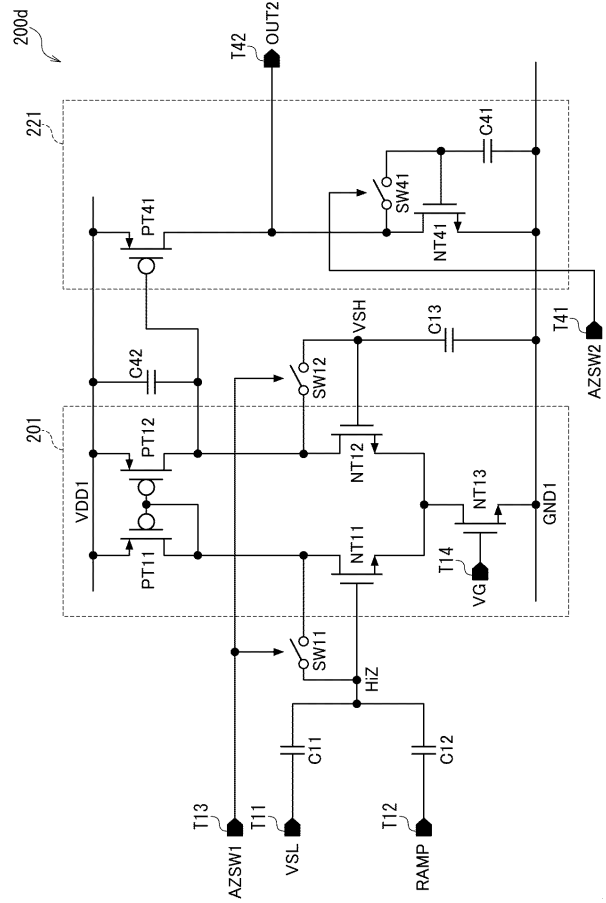 200d
201
221
VDD1
PT11
PT12
C42
PT41
T42
OUT2
T13
AZSW1
SW11
SW12
SW41
T11
VSL
C11
HiZ
NT11
NT12
VSH
NT41
C41
T12
RAMP
C12
T14
VG
NT13
C13
GND1
T41
AZSW2